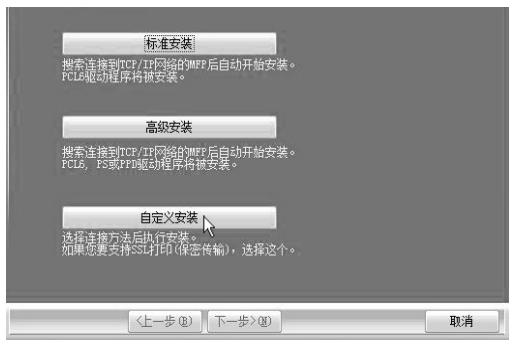 标准安装
搜索连接到TCP/IP网络的MFP后自动开始安装。
PCL6驱动程序将被安装。
高级安装
搜索连接到TCP/IP网络的MFP后自动开始安装。
PCL6, PS或PPD驱动程序将被安装。
自定义安装
选择连接方法后执行安装。
如果您要支持SSL打印(保密传输), 选择这个。
<上一步(B) 下一步>(N) 取消